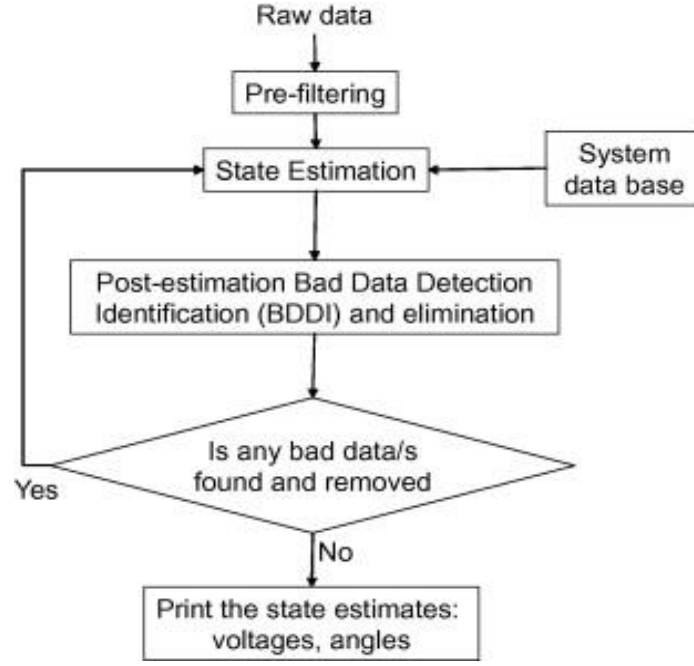 Raw data
Pre-filtering
State Estimation
System
data base
Post-estimation Bad Data Detection
Identification (BDDI) and elimination
Is any bad data/s
found and removed
Yes
No
Print the state estimates:
voltages, angles